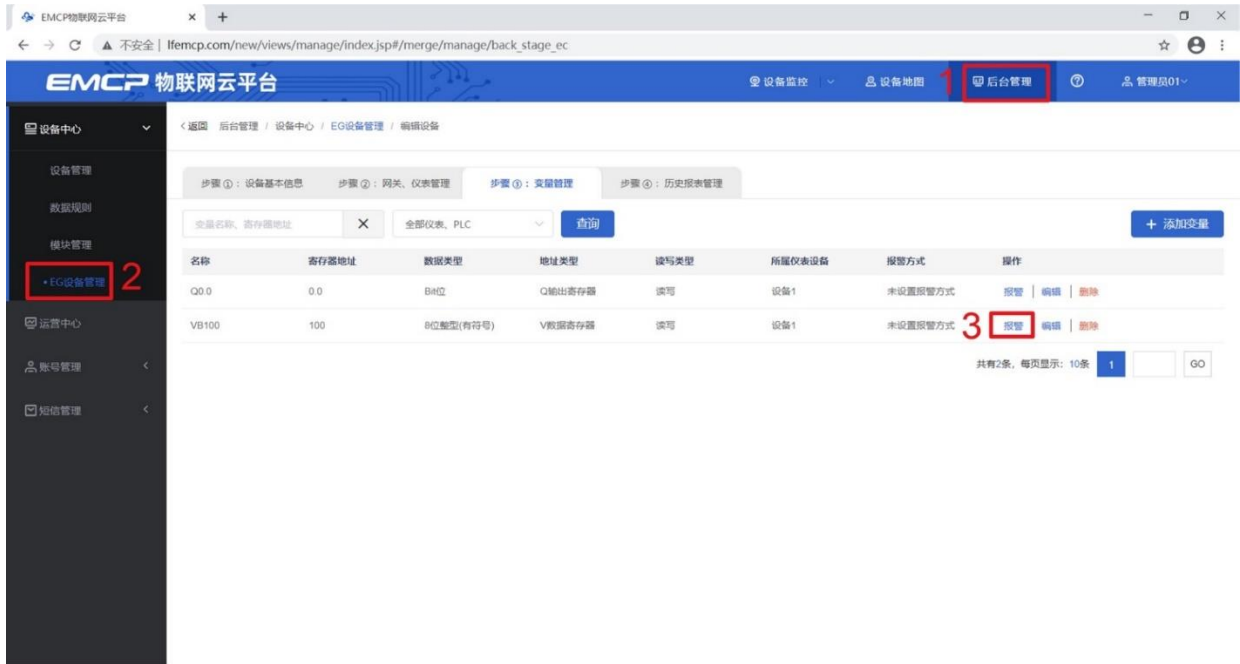 EMCP物联网云平台
不安全 | lfemcp.com/new/views/manage/index.jsp#/merge/manage/back_stage_ec
EMCP 物联网云平台
设备监控
设备地图
1
后台管理
管理员01
设备中心
<返回 后台管理 / 设备中心 / EG设备管理 / 编辑设备
设备管理
数据规则
模块管理
•EG设备管理 2
运营中心
账号管理
短信管理
步骤①：设备基本信息 步骤②：网关、仪表管理 步骤③：变量管理 步骤④：历史报表管理
变量名称、寄存器地址 全部仪表、PLC 查询 + 添加变量
名称 寄存器地址 数据类型 地址类型 读写类型 所属仪表设备 报警方式 操作
Q0.0 0.0 Bit位 Q输出寄存器 读写 设备1 未设置报警方式 报警 | 编辑 | 删除
VB100 100 8位整型(有符号) V数据寄存器 读写 设备1 未设置报警方式 3 报警 编辑 | 删除
共有2条，每页显示：10条 1 GO